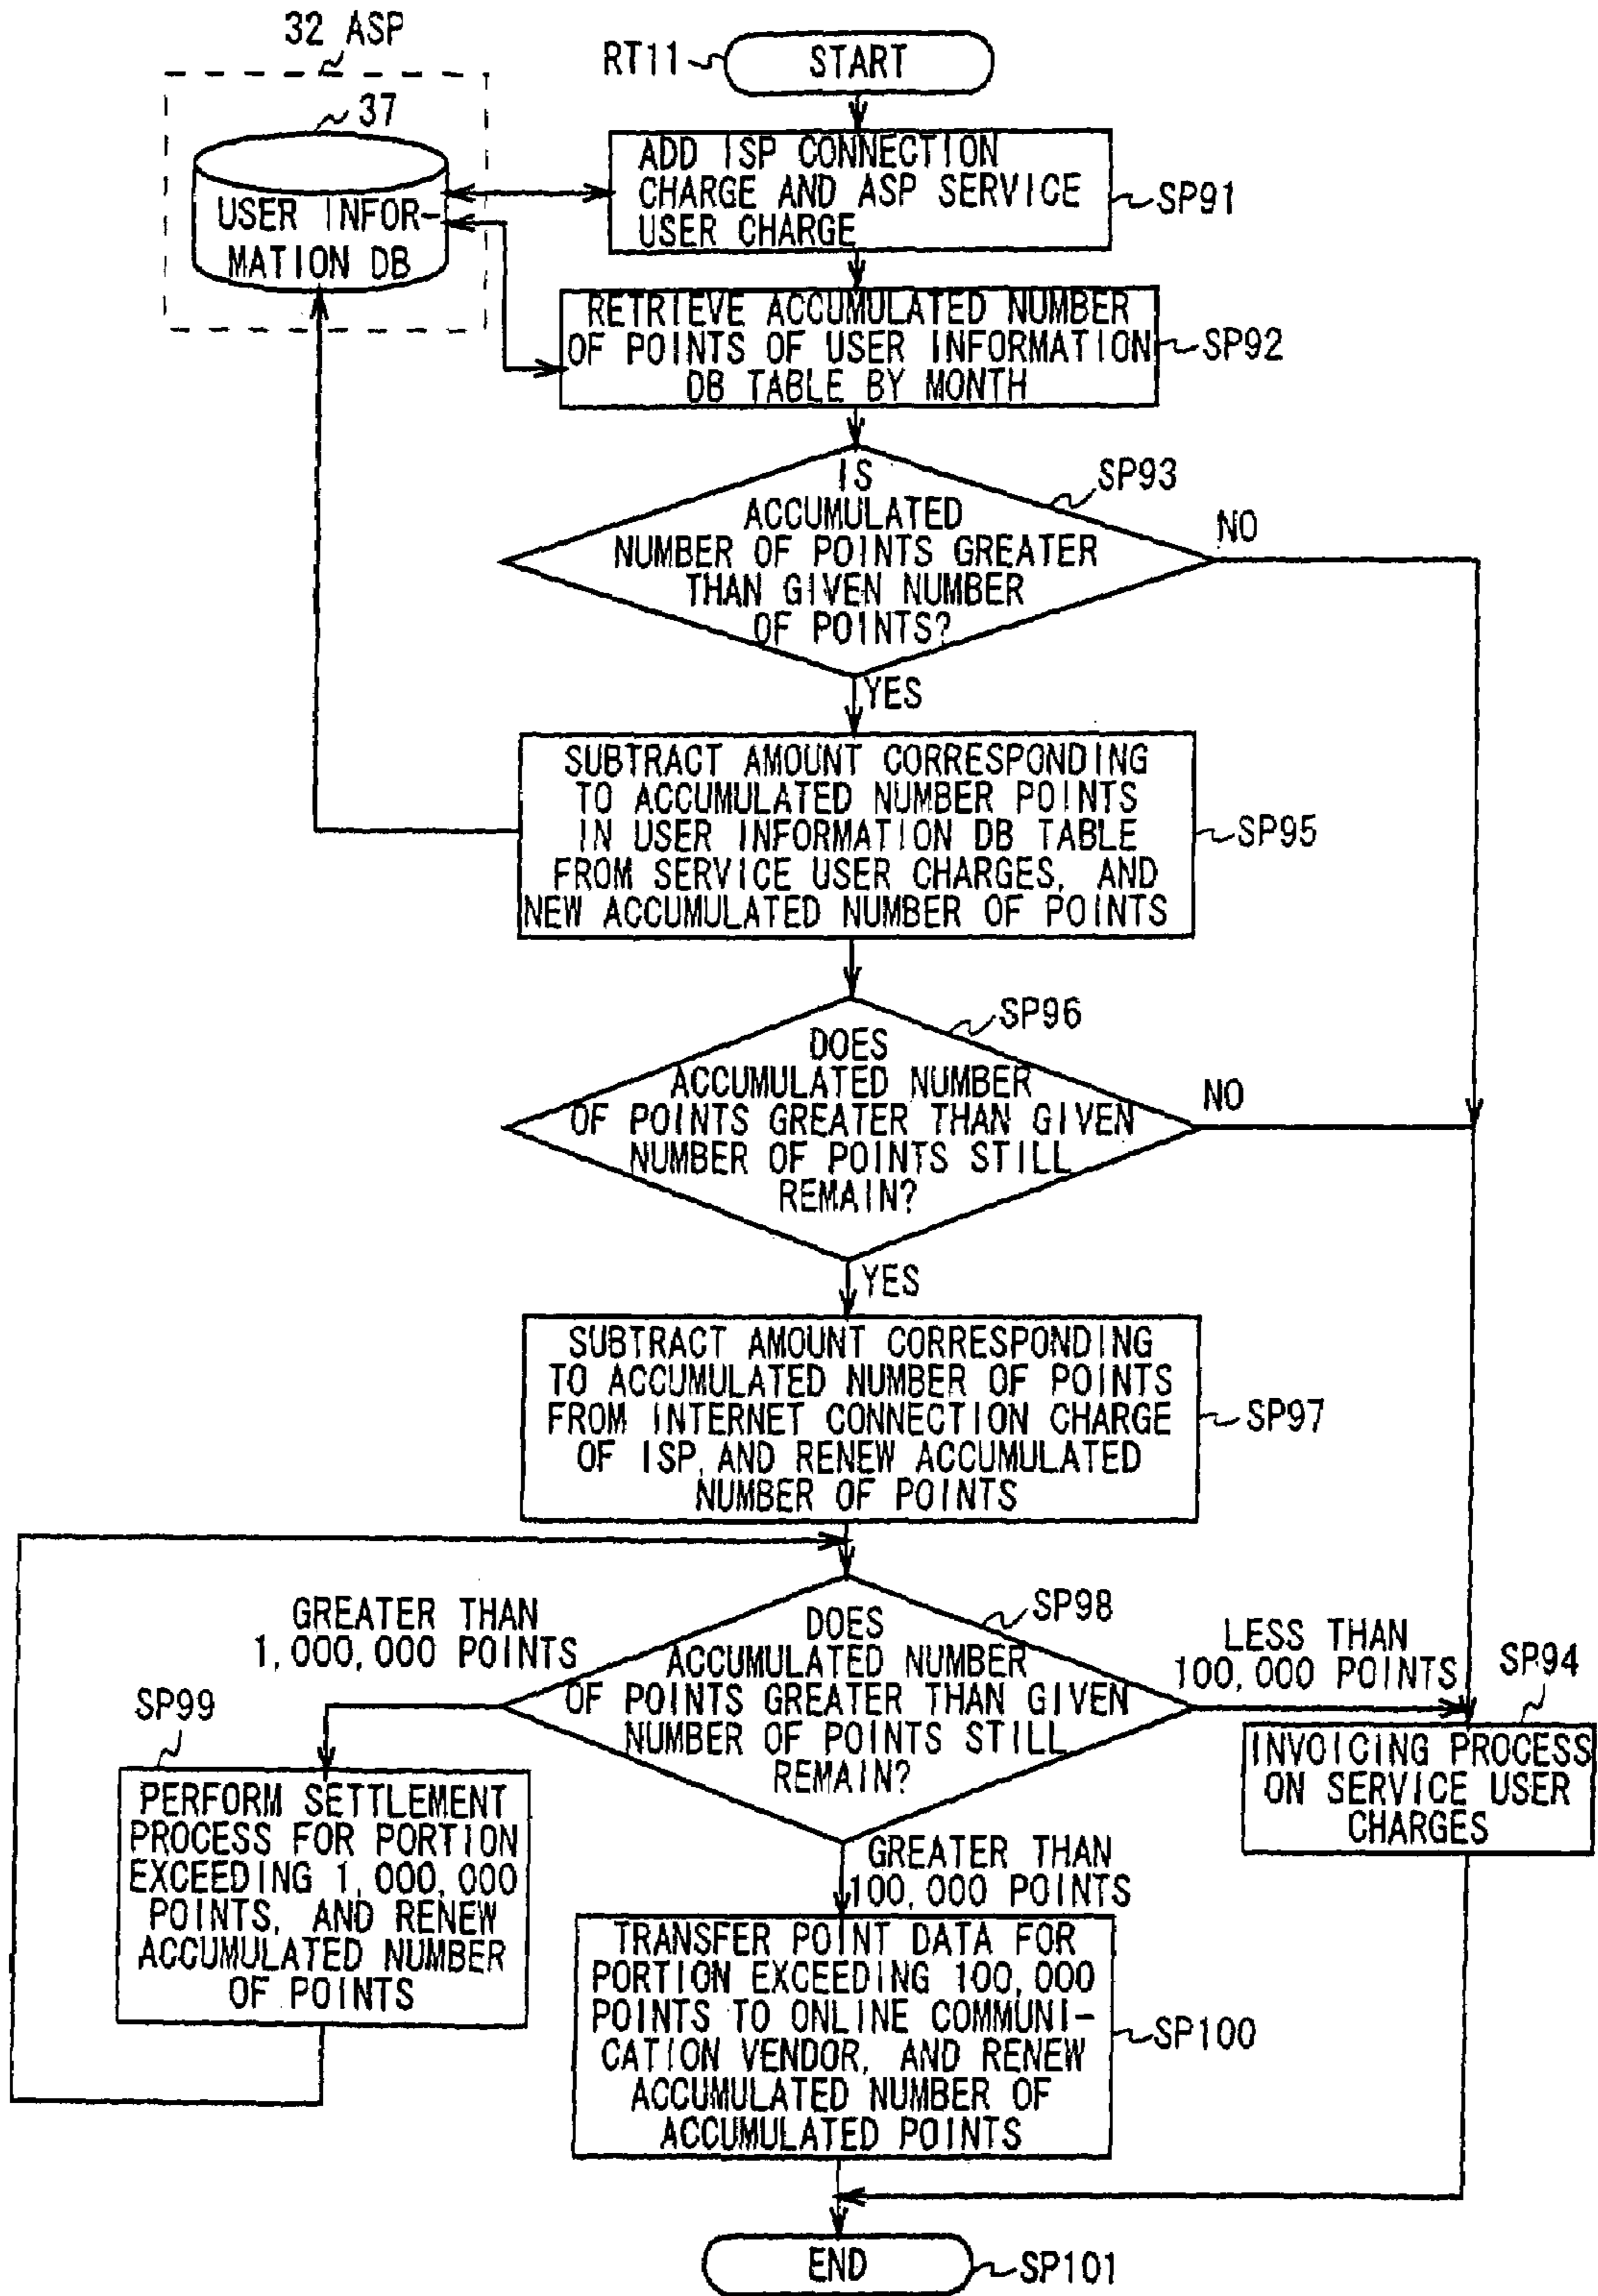 32 ASP
37
USER INFOR-
MATION DB
RT11
START
ADD ISP CONNECTION
CHARGE AND ASP SERVICE
USER CHARGE
SP91
RETRIEVE ACCUMULATED NUMBER
OF POINTS OF USER INFORMATION
DB TABLE BY MONTH
SP92
IS
ACCUMULATED
NUMBER OF POINTS GREATER
THAN GIVEN NUMBER
OF POINTS?
SP93
NO
YES
SUBTRACT AMOUNT CORRESPONDING
TO ACCUMULATED NUMBER POINTS
IN USER INFORMATION DB TABLE
FROM SERVICE USER CHARGES, AND
NEW ACCUMULATED NUMBER OF POINTS
SP95
DOES
ACCUMULATED NUMBER
OF POINTS GREATER THAN GIVEN
NUMBER OF POINTS STILL
REMAIN?
SP96
NO
YES
SUBTRACT AMOUNT CORRESPONDING
TO ACCUMULATED NUMBER OF POINTS
FROM INTERNET CONNECTION CHARGE
OF ISP, AND RENEW ACCUMULATED
NUMBER OF POINTS
SP97
GREATER THAN
1,000,000 POINTS
DOES
ACCUMULATED NUMBER
OF POINTS GREATER THAN GIVEN
NUMBER OF POINTS STILL
REMAIN?
SP98
LESS THAN
100,000 POINTS
SP94
INVOICING PROCESS
ON SERVICE USER
CHARGES
SP99
PERFORM SETTLEMENT
PROCESS FOR PORTION
EXCEEDING 1,000,000
POINTS, AND RENEW
ACCUMULATED NUMBER
OF POINTS
GREATER THAN
100,000 POINTS
TRANSFER POINT DATA FOR
PORTION EXCEEDING 100,000
POINTS TO ONLINE COMMUNI-
CATION VENDOR, AND RENEW
ACCUMULATED NUMBER OF
ACCUMULATED POINTS
SP100
END
SP101